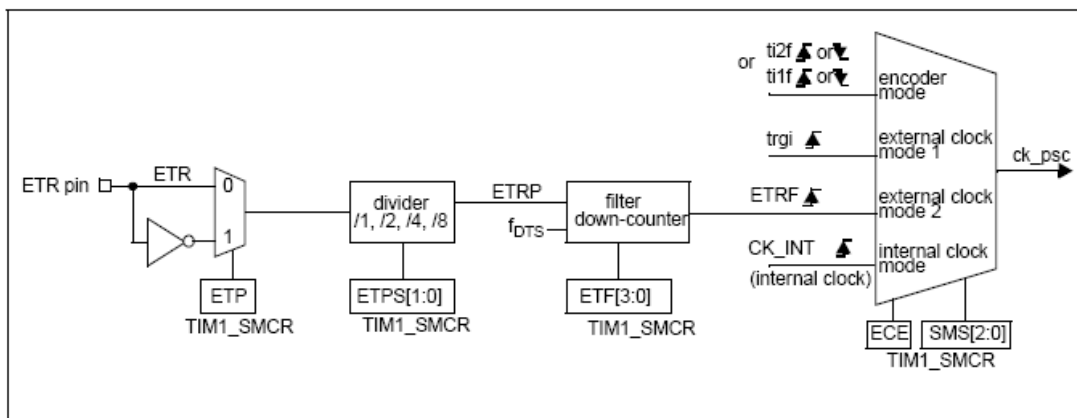 or
ti2f or
ti1f or
encoder
mode
trgi
external clock
mode 1
ck_psc
ETR pin
ETR
0
1
divider
/1, /2, /4, /8
ETRP
fDTS
filter
down-counter
ETRF
external clock
mode 2
CK_INT
(internal clock)
internal clock
mode
ETP
TIM1_SMCR
ETPS[1:0]
TIM1_SMCR
ETF[3:0]
TIM1_SMCR
ECE
SMS[2:0]
TIM1_SMCR